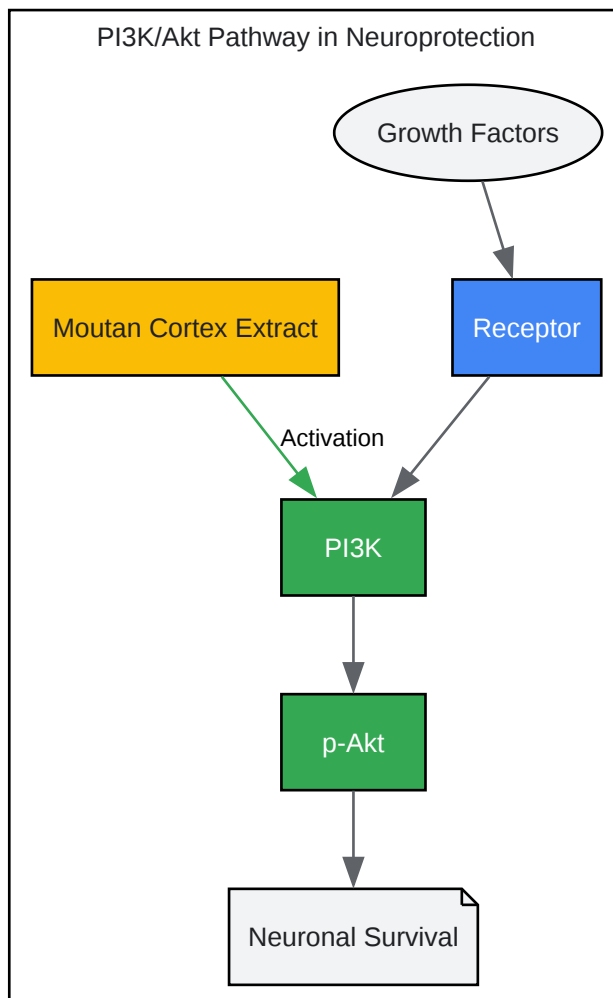 PI3K/Akt Pathway in Neuroprotection
Growth Factors
Moutan Cortex Extract
Receptor
Activation
PI3K
p-Akt
Neuronal Survival